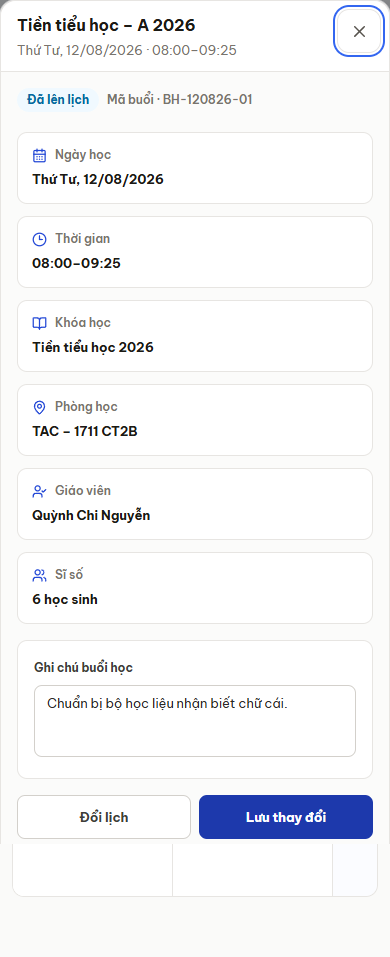 Tiền tiểu học – A 2026
Thứ Tư, 12/08/2026 · 08:00–09:25
Đã lên lịch
Mã buổi · BH-120826-01
Ngày học
Thứ Tư, 12/08/2026
Thời gian
08:00–09:25
Khóa học
Tiền tiểu học 2026
Phòng học
TAC – 1711 CT2B
Giáo viên
Quỳnh Chi Nguyễn
Sĩ số
6 học sinh
Ghi chú buổi học
Chuẩn bị bộ học liệu nhận biết chữ cái.
Đổi lịch
Lưu thay đổi